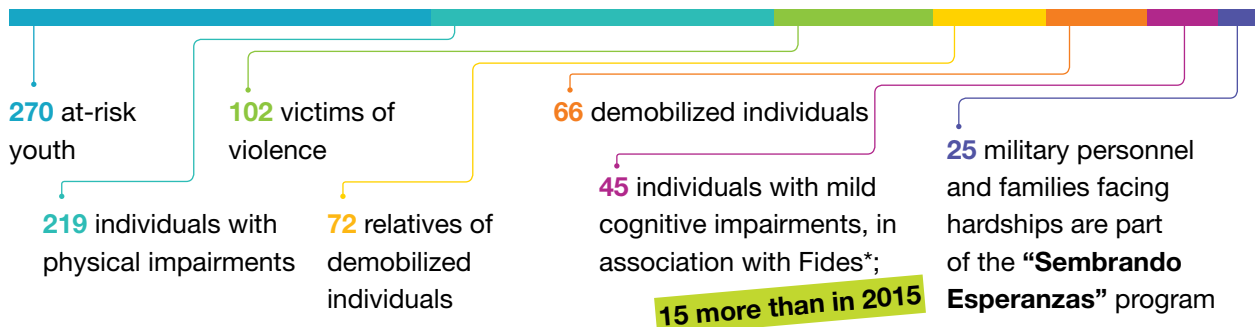 270 at-risk
youth
219 individuals with
physical impairments
102 victims of
violence
72 relatives of
demobilized
individuals
66 demobilized individuals
45 individuals with mild
cognitive impairments, in
association with Fides*;
15 more than in 2015
25 military personnel
and families facing
hardships are part
of the “Sembrando
Esperanzas” program